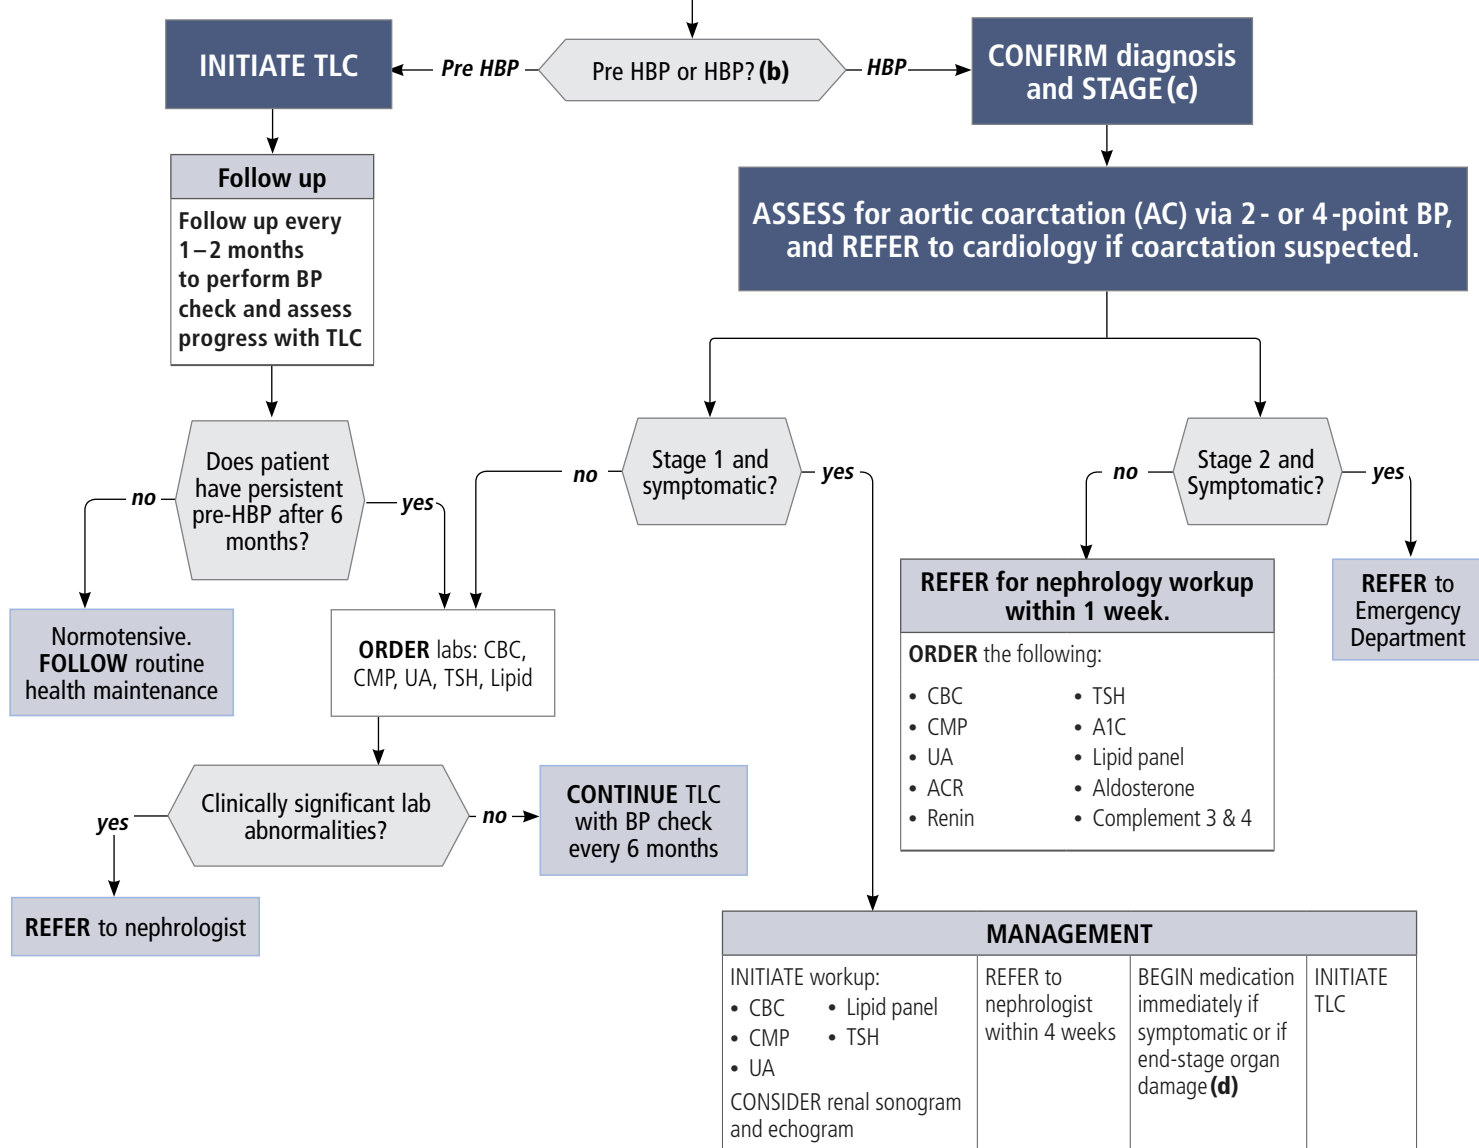 INITIATE TLC
Pre HBP
Pre HBP or HBP? (b)
HBP
CONFIRM diagnosis
and STAGE (c)
Follow up
Follow up every
1–2 months
to perform BP
check and assess
progress with TLC
ASSESS for aortic coarctation (AC) via 2- or 4-point BP,
and REFER to cardiology if coarctation suspected.
Does patient
have persistent
pre-HBP after 6
months?
no
yes
Stage 1 and
symptomatic?
no
yes
Stage 2 and
Symptomatic?
no
yes
Normotensive.
FOLLOW routine
health maintenance
ORDER labs: CBC,
CMP, UA, TSH, Lipid
REFER for nephrology workup
within 1 week.
ORDER the following:
• CBC
• CMP
• UA
• ACR
• Renin
• TSH
• A1C
• Lipid panel
• Aldosterone
• Complement 3 & 4
REFER to
Emergency
Department
Clinically significant lab
abnormalities?
yes
no
CONTINUE TLC
with BP check
every 6 months
REFER to nephrologist
MANAGEMENT
INITIATE workup:
• CBC
• CMP
• UA
• Lipid panel
• TSH
CONSIDER renal sonogram
and echogram
REFER to
nephrologist
within 4 weeks
BEGIN medication
immediately if
symptomatic or if
end-stage organ
damage (d)
INITIATE
TLC